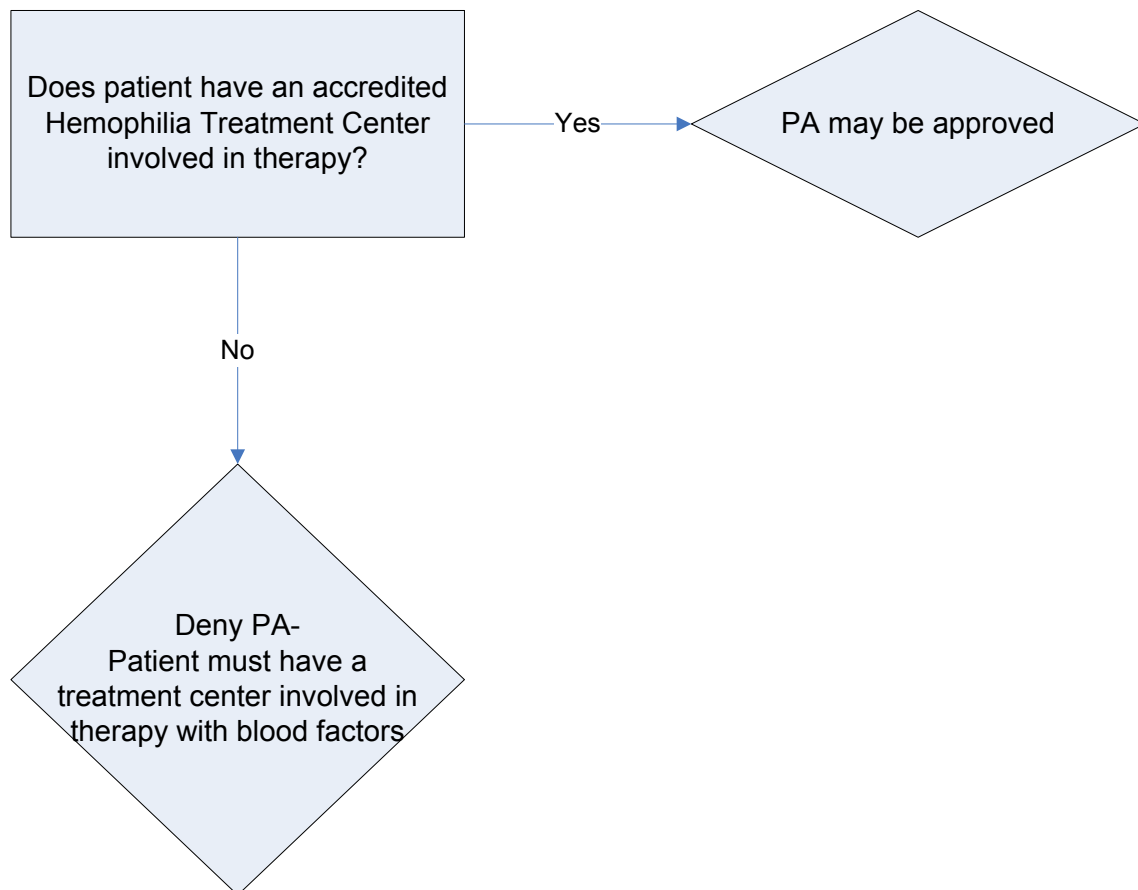 Does patient have an accredited
Hemophilia Treatment Center
involved in therapy?
Yes
PA may be approved
No
Deny PA-
Patient must have a
treatment center involved in
therapy with blood factors